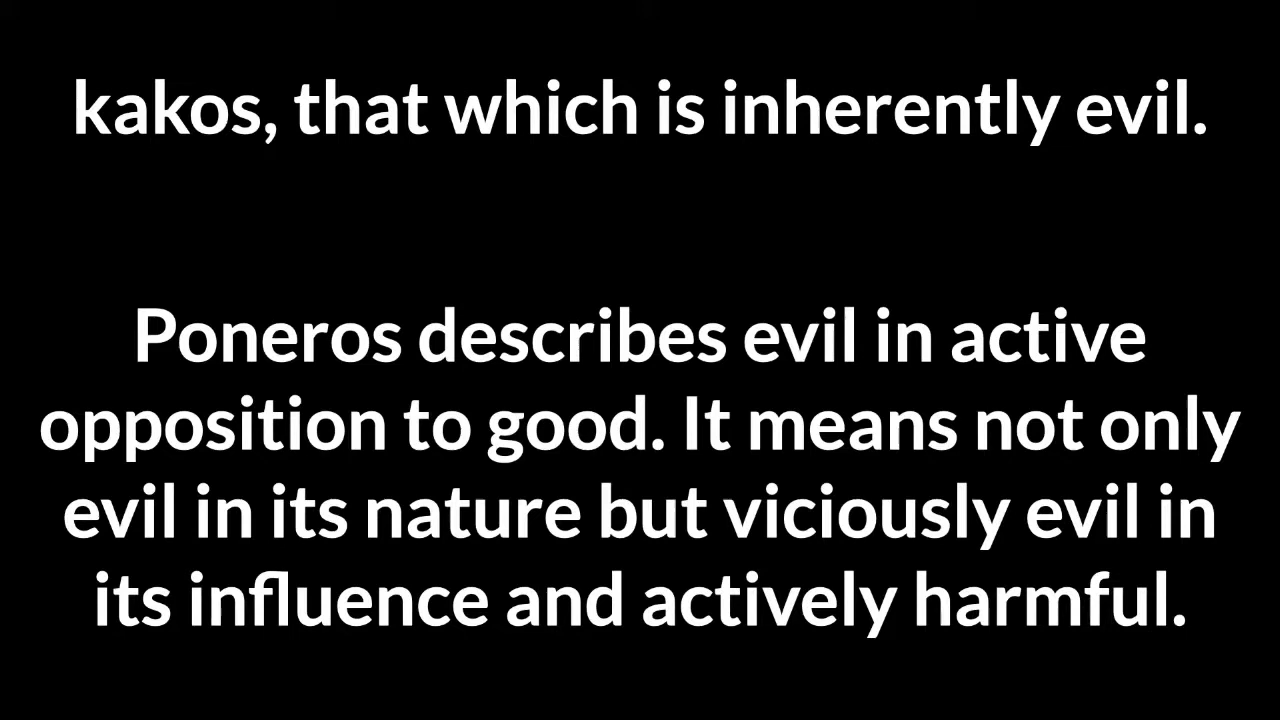 kakos, that which is inherently evil.
Poneros describes evil in active
opposition to good. It means not only
evil in its nature but viciously evil in
its influence and actively harmful.